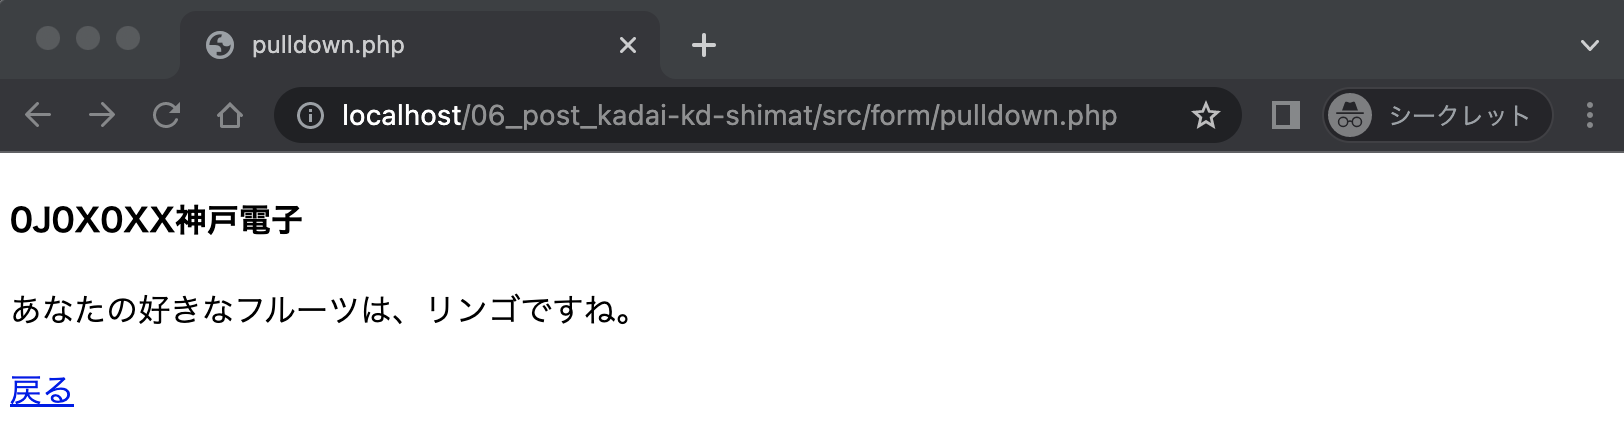 pulldown.php
localhost/06_post_kadai-kd-shimat/src/form/pulldown.php
シークレット
0J0X0XX神戸電子
あなたの好きなフルーツは、リンゴですね。
戻る